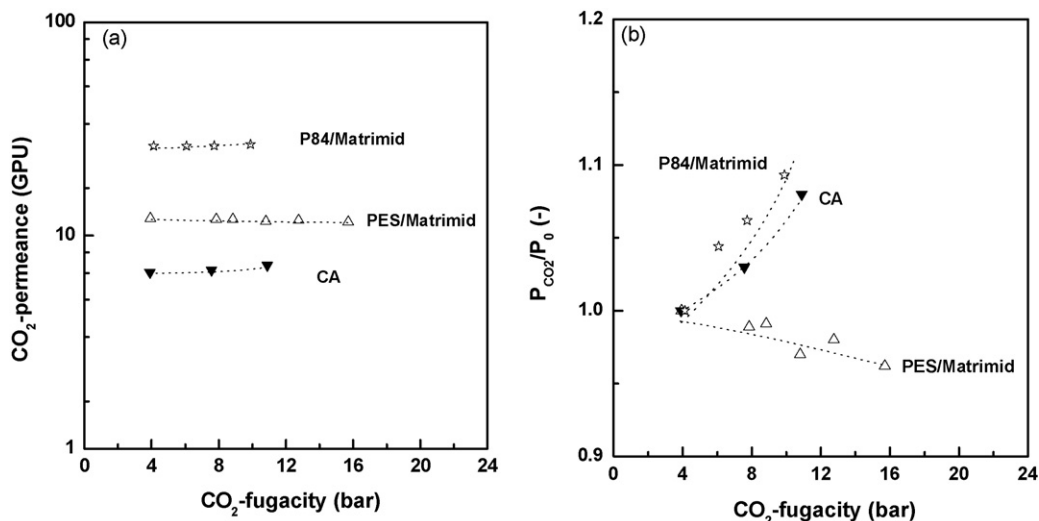 (a)
100
10
1
CO2-permeance (GPU)
P84/Matrimid
PES/Matrimid
CA
0 4 8 12 16 20 24
CO2-fugacity (bar)
(b)
1.2
1.1
1.0
0.9
PCO2/P0 (-)
P84/Matrimid
CA
PES/Matrimid
0 4 8 12 16 20 24
CO2-fugacity (bar)